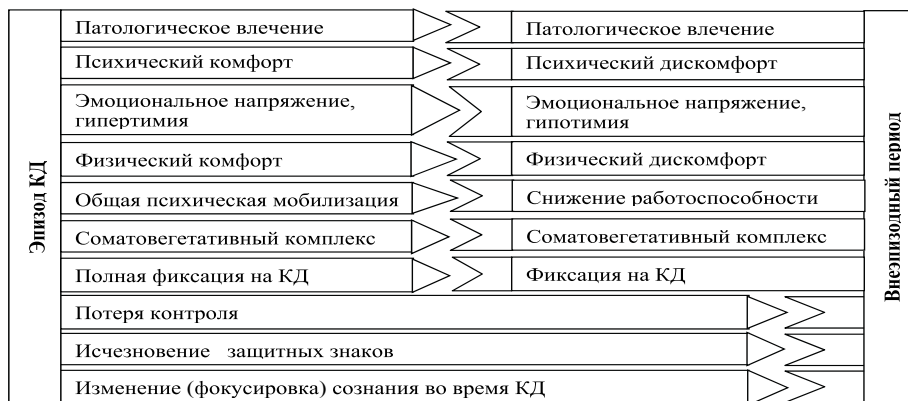 Эпизод КД
Патологическое влечение
Патологическое влечение
Психический комфорт
Психический дискомфорт
Эмоциональное напряжение,
гипертимия
Эмоциональное напряжение,
гипотимия
Физический комфорт
Физический дискомфорт
Общая психическая мобилизация
Снижение работоспособности
Соматовегетативный комплекс
Соматовегетативный комплекс
Полная фиксация на КД
Фиксация на КД
Потеря контроля
Исчезновение защитных знаков
Изменение (фокусировка) сознания во время КД
Внеэпизодный период